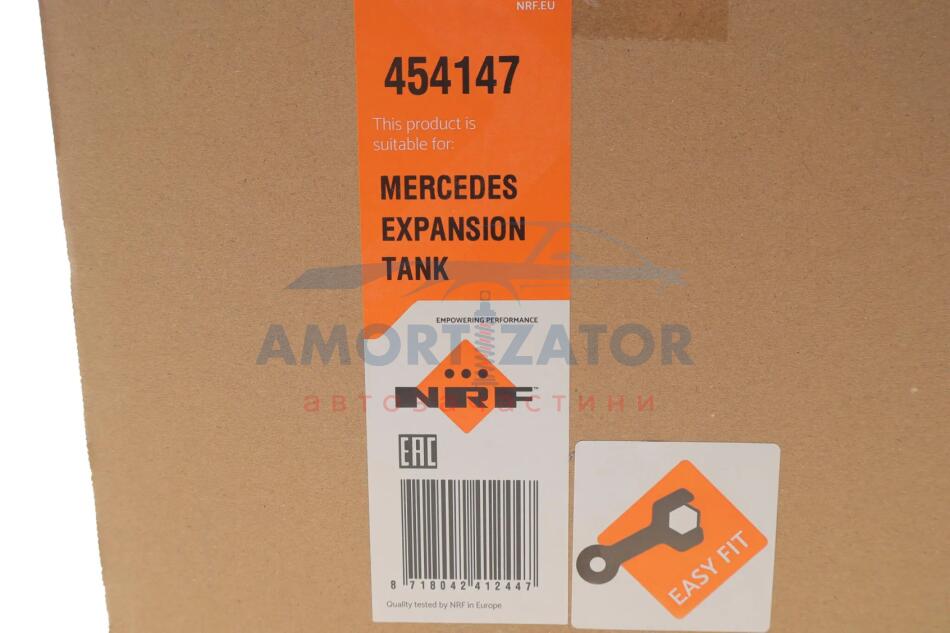 NRF.EU
454147
This product is
suitable for:
MERCEDES
EXPANSION
TANK
EMPOWERING PERFORMANCE
AMORTIZATOR
NRF™
автозапчастини
EAC
8 718042 412447
Quality tested by NRF in Europe
EASY FIT